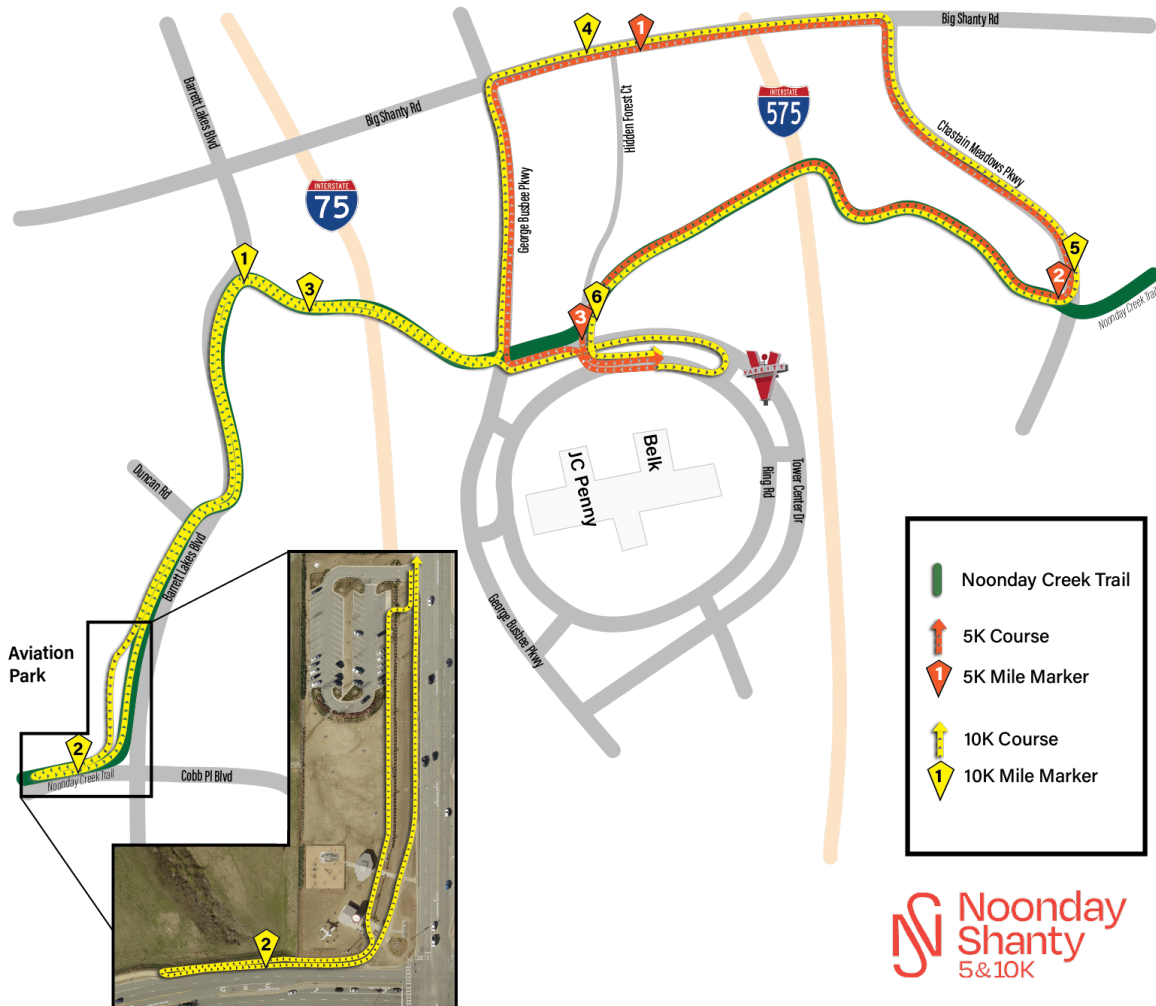 Big Shanty Rd
4
1
Barrett Lakes Blvd
Big Shanty Rd
Hidden Forest Ct
INTERSTATE
575
Chastain Meadows Pkwy
INTERSTATE
75
George Busbee Pkwy
1
3
5
2
6
3
Noonday Creek Trail
VARSITY
Belk
JC Penny
Ring Rd
Tower Center Dr
Duncan Rd
Barrett Lakes Blvd
George Busbee Pkwy
Aviation
Park
2
Noonday Creek Trail
Cobb Pl Blvd
2
Noonday Creek Trail
5K Course
1
5K Mile Marker
10K Course
1
10K Mile Marker
NS
Noonday
Shanty
5&10K